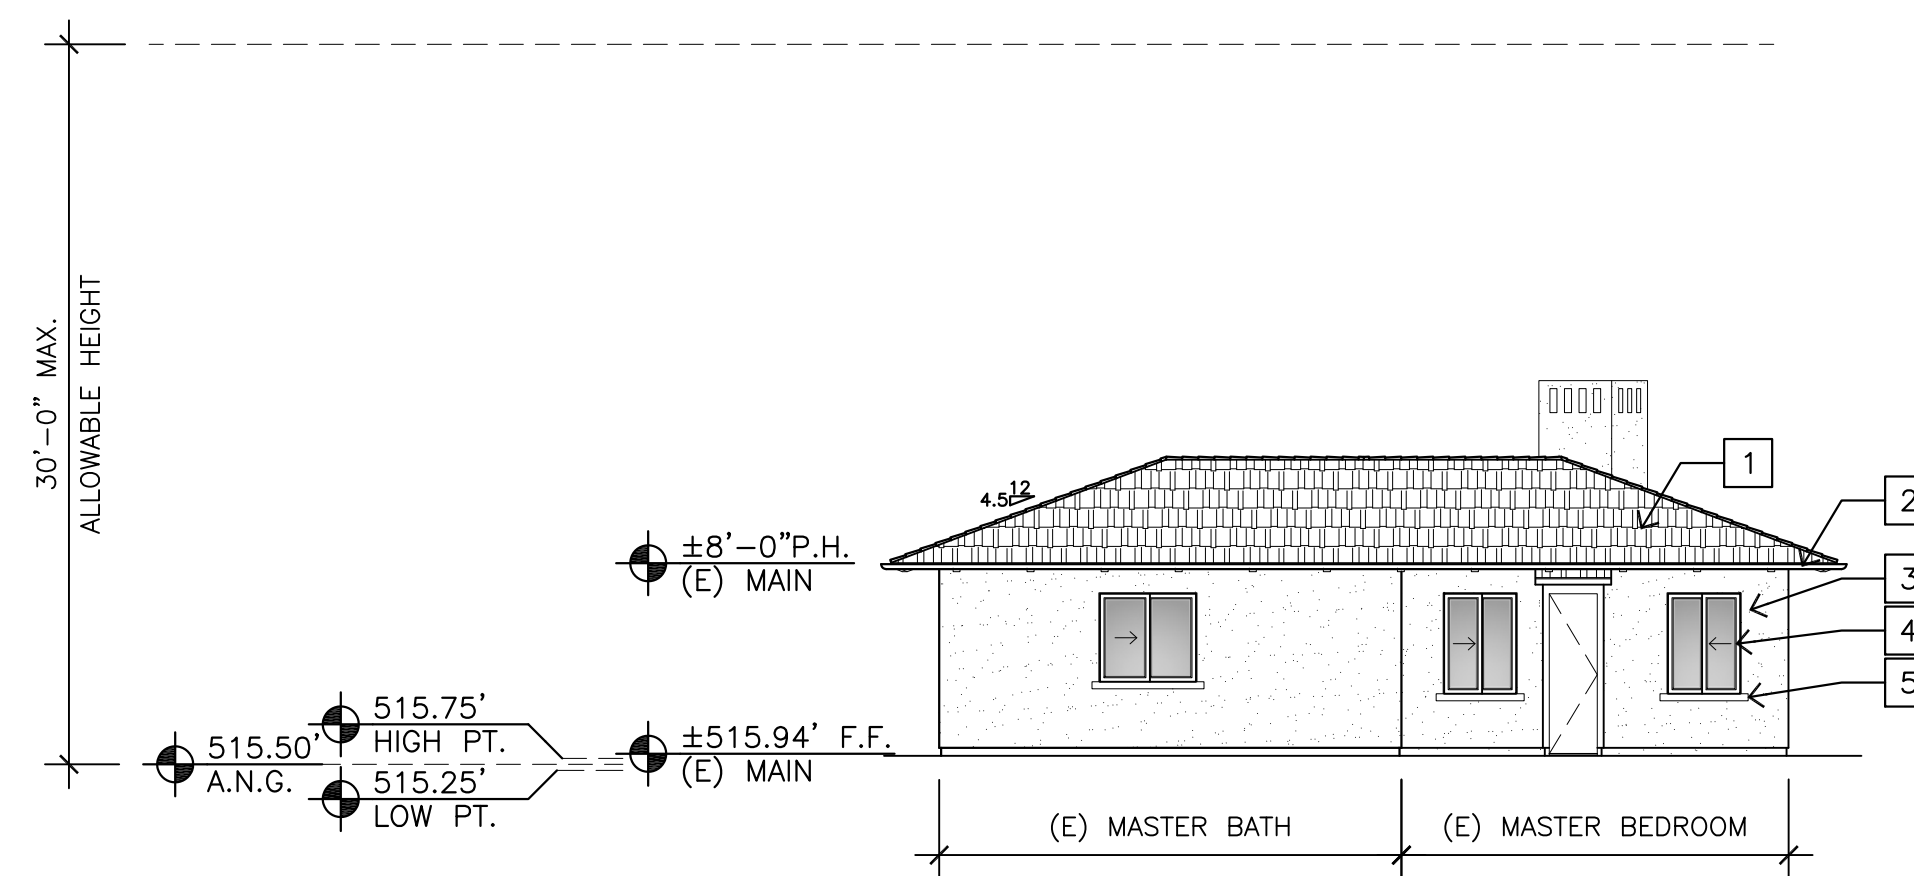 30'-0" MAX.
ALLOWABLE HEIGHT
1
12
4.5
2
±8'-0"P.H.
(E) MAIN
3
4
5
515.75'
HIGH PT.
515.50'
A.N.G.
±515.94' F.F.
(E) MAIN
515.25'
LOW PT.
(E) MASTER BATH
(E) MASTER BEDROOM